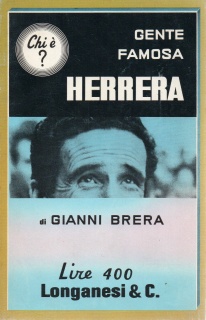 Chi è
?
GENTE
FAMOSA
HERRERA
di GIANNI BRERA
Lire 400
Longanesi & C.